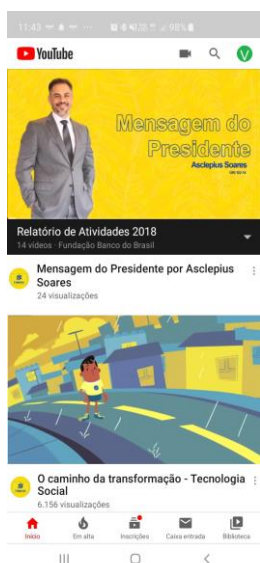 11:43
98%
YouTube
V
Mensagem do
Presidente
Asclepius Soares
Relatório de Atividades 2018
14 vídeos · Fundação Banco do Brasil
Mensagem do Presidente por Asclepius
Soares
24 visualizações
O caminho da transformação - Tecnologia
Social
6.156 visualizações
Início
Em alta
Inscrições
Caixa entrada
Biblioteca